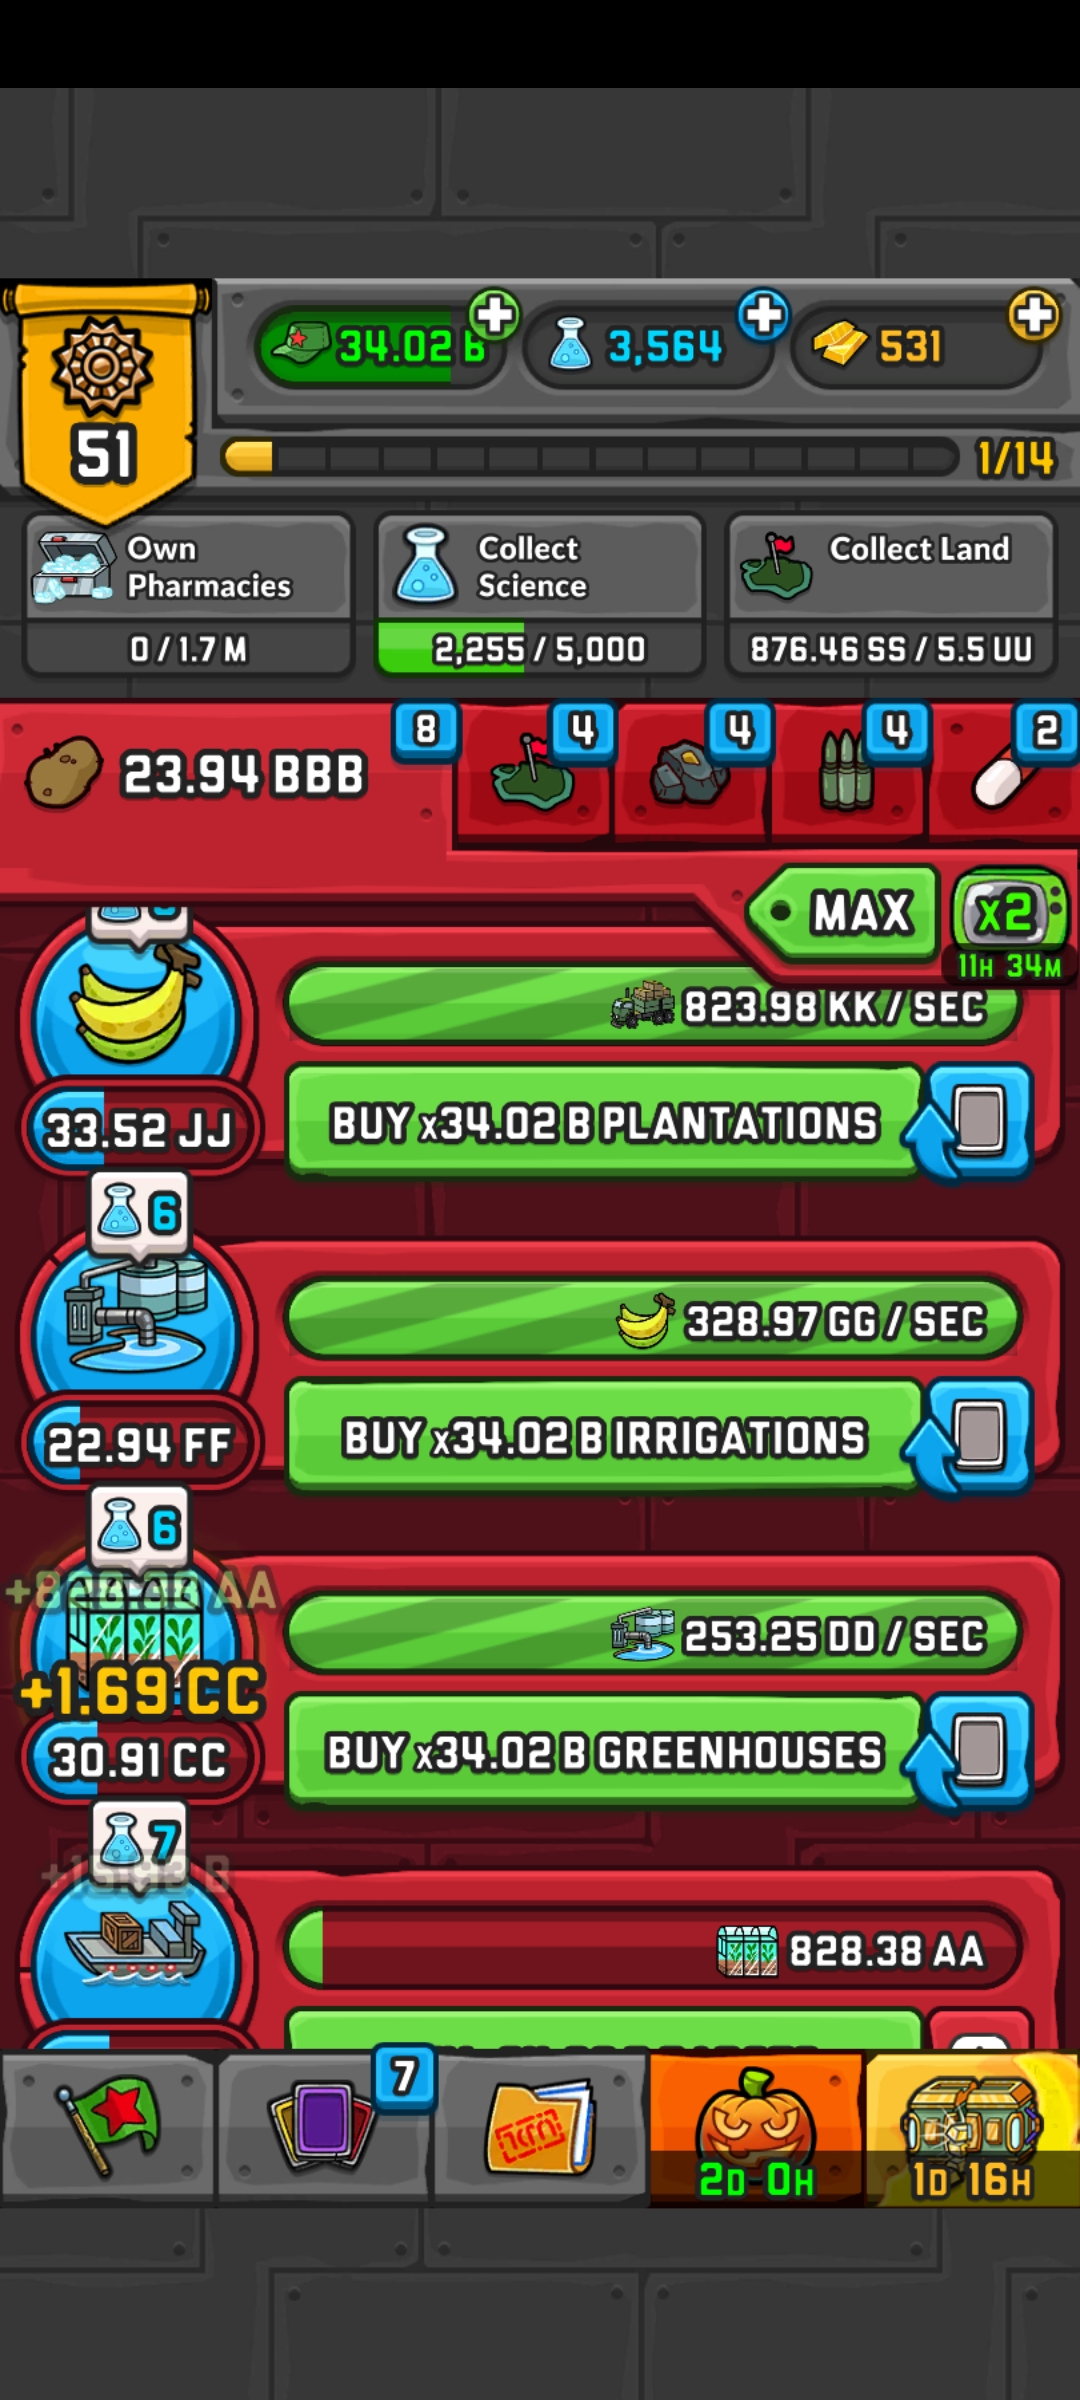 34.02 B
3,564
531
51
1/14
Own
Pharmacies
Collect
Science
Collect Land
0 / 1.7 M
2,255 / 5,000
876.46 SS / 5.5 UU
23.94 BBB
8
4
4
4
2
MAX
x2
11H 34M
823.98 KK / SEC
BUY x34.02 B PLANTATIONS
33.52 JJ
6
328.97 GG / SEC
BUY x34.02 B IRRIGATIONS
22.94 FF
6
+828.38 AA
253.25 DD / SEC
+1.69 CC
BUY x34.02 B GREENHOUSES
30.91 CC
7
828.38 AA
7
2D 0H
1D 16H